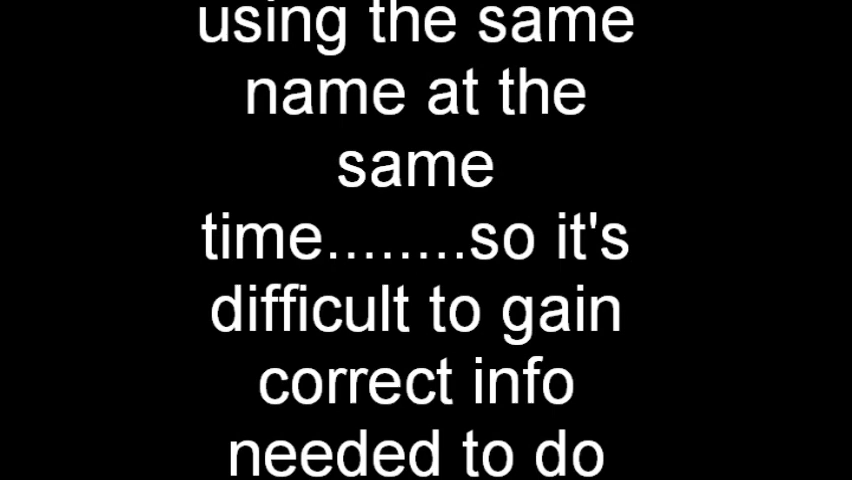 using the same
name at the
same
time........so it's
difficult to gain
correct info
needed to do